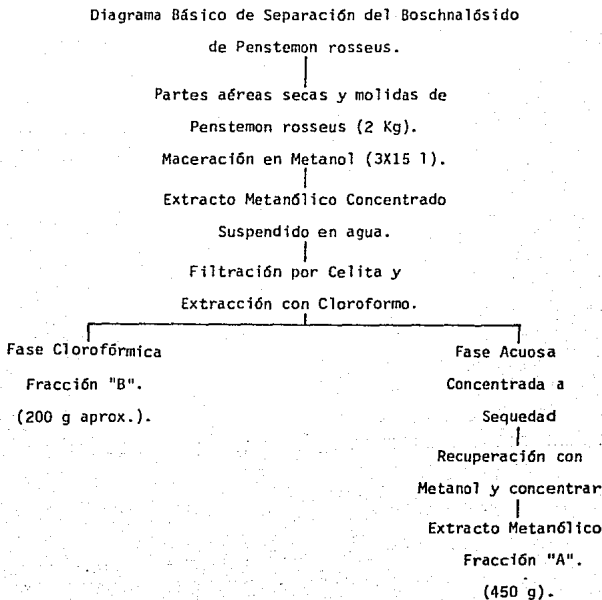 Diagrama Básico de Separación del Boschnalósido
de Penstemon rosseus.
Partes aéreas secas y molidas de
Penstemon rosseus (2 Kg).
Maceración en Metanol (3X15 l).
Extracto Metanólico Concentrado
Suspendido en agua.
Filtración por Celita y
Extracción con Cloroformo.
Fase Clorofórmica
Fracción "B".
(200 g aprox.).
Fase Acuosa
Concentrada a
Sequedad
Recuperación con
Metanol y concentrar
Extracto Metanólico
Fracción "A".
(450 g).